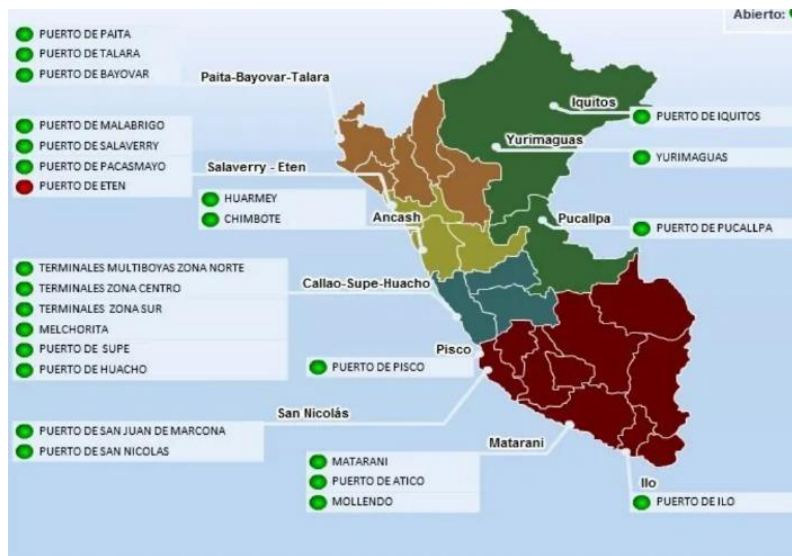 Abierto:
PUERTO DE PAITA
PUERTO DE TALARA
PUERTO DE BAYOVAR
Paita-Bayovar-Talara
Iquitos
PUERTO DE IQUITOS
PUERTO DE MALABRIGO
PUERTO DE SALAVERRY
PUERTO DE PACASMAYO
PUERTO DE ETEN
Salaverry - Eten
Yurimaguas
YURIMAGUAS
HUARMEY
CHIMBOTE
Ancash
Pucallpa
PUERTO DE PUCALLPA
TERMINALES MULTIBOYAS ZONA NORTE
TERMINALES ZONA CENTRO
TERMINALES ZONA SUR
MELCHORITA
PUERTO DE SUPE
PUERTO DE HUACHO
Callao-Supe-Huacho
Pisco
PUERTO DE PISCO
San Nicolás
PUERTO DE SAN JUAN DE MARCONA
PUERTO DE SAN NICOLAS
Matarani
MATARANI
PUERTO DE ATICO
MOLLENDO
Ilo
PUERTO DE ILO